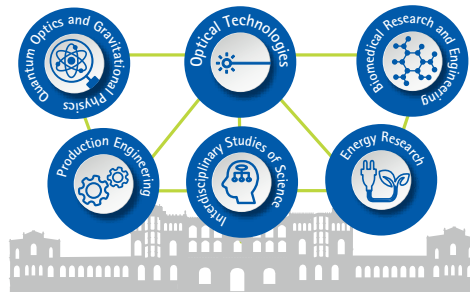 Quantum Optics and Gravitational Physics
Optical Technologies
Biomedical Research and Engineering
Production Engineering
Interdisciplinary Studies of Science
Energy Research